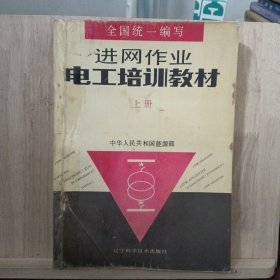 全国统一编写
进网作业
电工培训教材
上册
中华人民共和国能源部
辽宁科学技术出版社